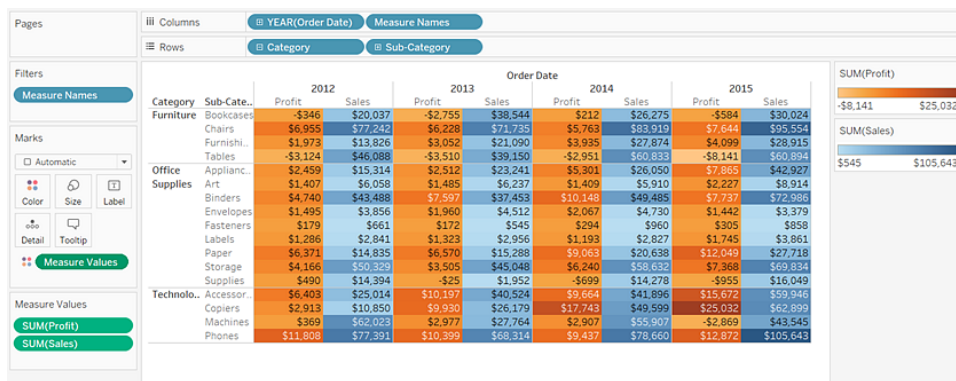 Pages
Columns
YEAR(Order Date) Measure Names
Rows
Category Sub-Category
Filters
Measure Names
Marks
Automatic
Color Size Label
Detail Tooltip
Measure Values
Measure Values
SUM(Profit)
SUM(Sales)
Order Date
2012 2013 2014 2015
Category Sub-Cate... Profit Sales Profit Sales Profit Sales Profit Sales
Furniture Bookcases -$346 $20,037 -$2,755 $38,544 $212 $26,275 -$584 $30,024
Chairs $6,955 $77,242 $6,228 $71,735 $5,763 $83,919 $7,644 $95,554
Furnishi... $1,973 $13,826 $3,052 $21,090 $3,935 $27,874 $4,099 $28,915
Tables -$3,124 $46,088 -$3,510 $39,150 -$2,951 $60,833 -$8,141 $60,894
Office Supplies Applianc... $2,459 $15,314 $2,512 $23,241 $5,301 $26,050 $7,865 $42,927
Art $1,407 $6,058 $1,485 $6,237 $1,409 $5,910 $2,227 $8,914
Binders $4,740 $43,488 $7,597 $37,453 $10,148 $49,485 $7,737 $72,986
Envelopes $1,495 $3,856 $1,960 $4,512 $2,067 $4,730 $1,442 $3,379
Fasteners $179 $661 $172 $545 $294 $960 $305 $858
Labels $1,286 $2,841 $1,323 $2,956 $1,193 $2,827 $1,745 $3,861
Paper $6,371 $14,835 $6,570 $15,288 $9,063 $20,638 $12,049 $27,718
Storage $4,166 $50,329 $3,505 $45,048 $6,240 $58,632 $7,368 $69,834
Supplies $490 $14,394 -$25 $1,952 -$699 $14,278 -$955 $16,049
Technolo.. Accessor... $6,403 $25,014 $10,197 $40,524 $9,664 $41,896 $15,672 $59,946
Copiers $2,913 $10,850 $9,930 $26,179 $17,743 $49,599 $25,032 $62,899
Machines $369 $62,023 $2,977 $27,764 $2,907 $55,907 -$2,869 $43,545
Phones $11,808 $77,391 $10,399 $68,314 $9,437 $78,660 $12,872 $105,643
SUM(Profit)
-$8,141 $25,032
SUM(Sales)
$545 $105,643